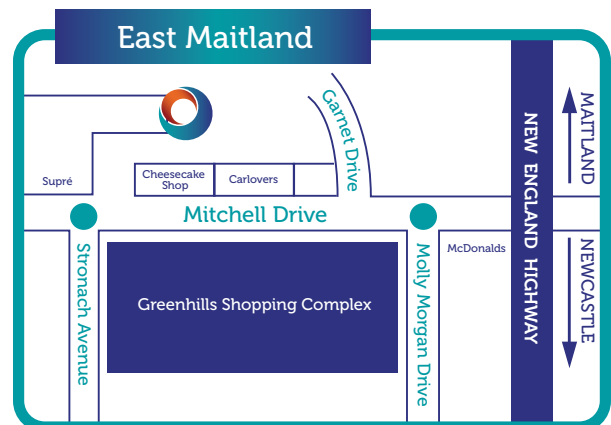 East Maitland
Garnet Drive
MAITLAND
NEW ENGLAND HIGHWAY
Supré
Cheesecake
Shop
Carlovers
Mitchell Drive
Stronach Avenue
Greenhills Shopping Complex
Molly Morgan Drive
McDonalds
NEWCASTLE